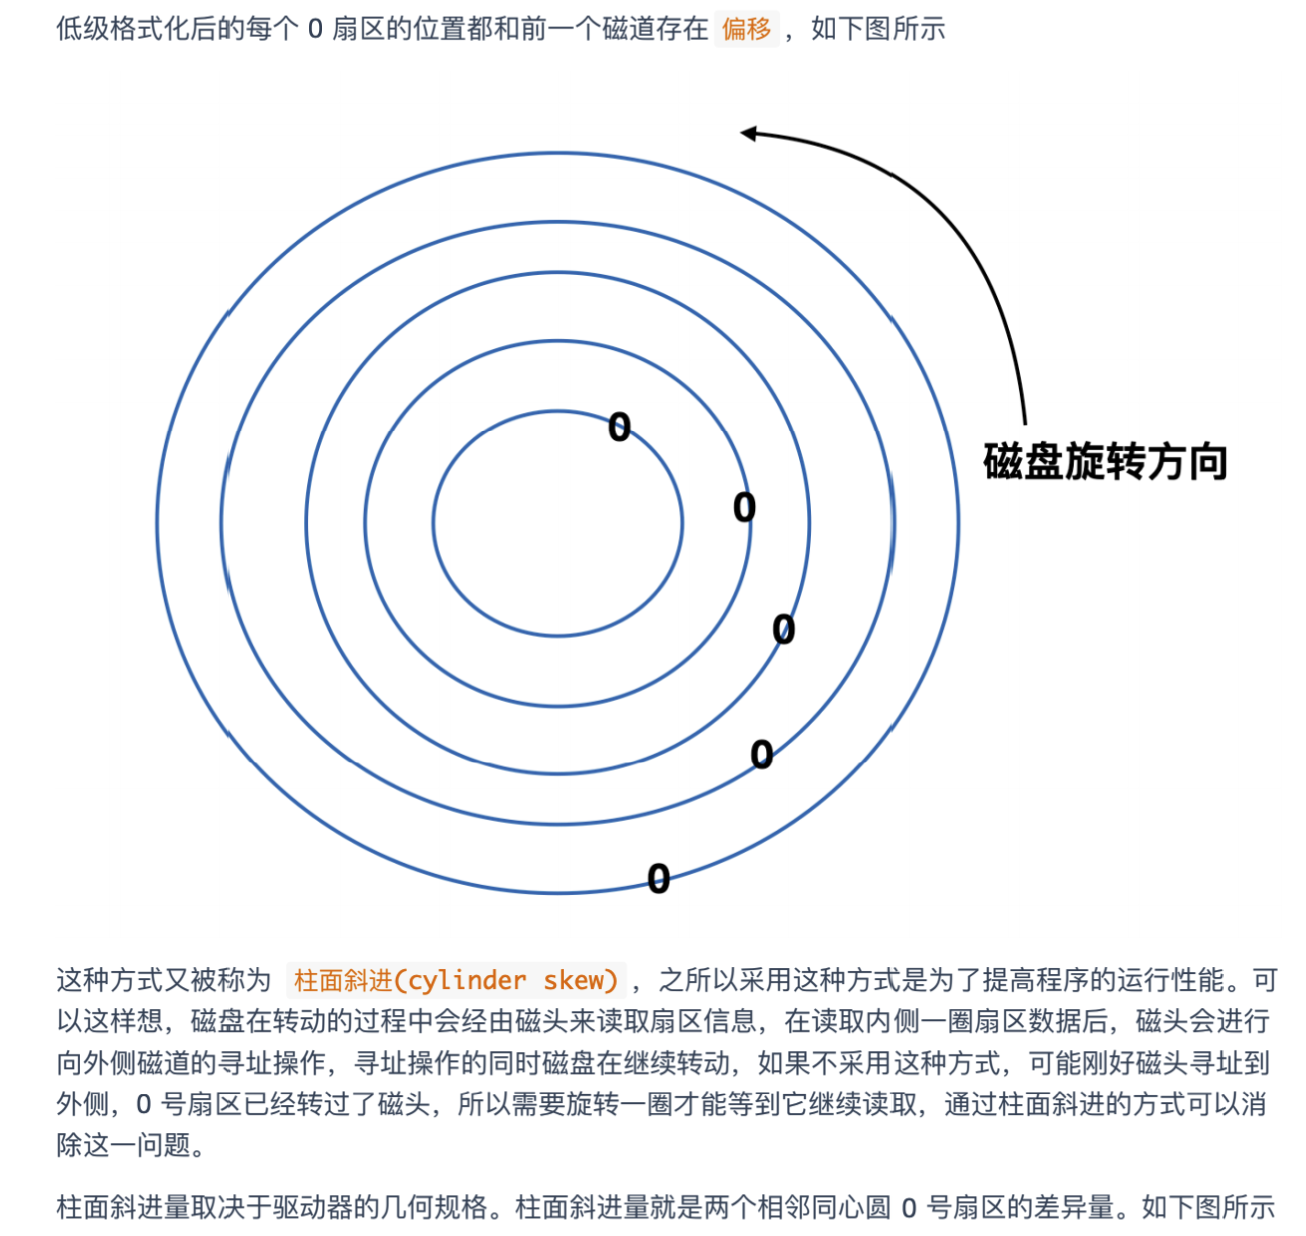 低级格式化后的每个 0 扇区的位置都和前一个磁道存在 偏移 ，如下图所示
磁盘旋转方向
0
0
0
0
0
这种方式又被称为 柱面斜进(cylinder skew) ，之所以采用这种方式是为了提高程序的运行性能。可
以这样想，磁盘在转动的过程中会经由磁头来读取扇区信息，在读取内侧一圈扇区数据后，磁头会进行
向外侧磁道的寻址操作，寻址操作的同时磁盘在继续转动，如果不采用这种方式，可能刚好磁头寻址到
外侧，0 号扇区已经转过了磁头，所以需要旋转一圈才能等到它继续读取，通过柱面斜进的方式可以消
除这一问题。
柱面斜进量取决于驱动器的几何规格。柱面斜进量就是两个相邻同心圆 0 号扇区的差异量。如下图所示